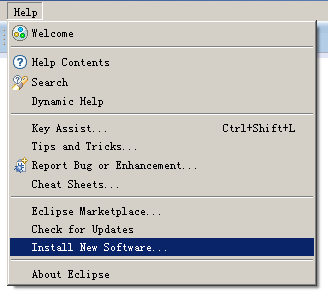 Help
Welcome
Help Contents
Search
Dynamic Help
Key Assist... Ctrl+Shift+L
Tips and Tricks...
Report Bug or Enhancement...
Cheat Sheets...
Eclipse Marketplace...
Check for Updates
Install New Software...
About Eclipse